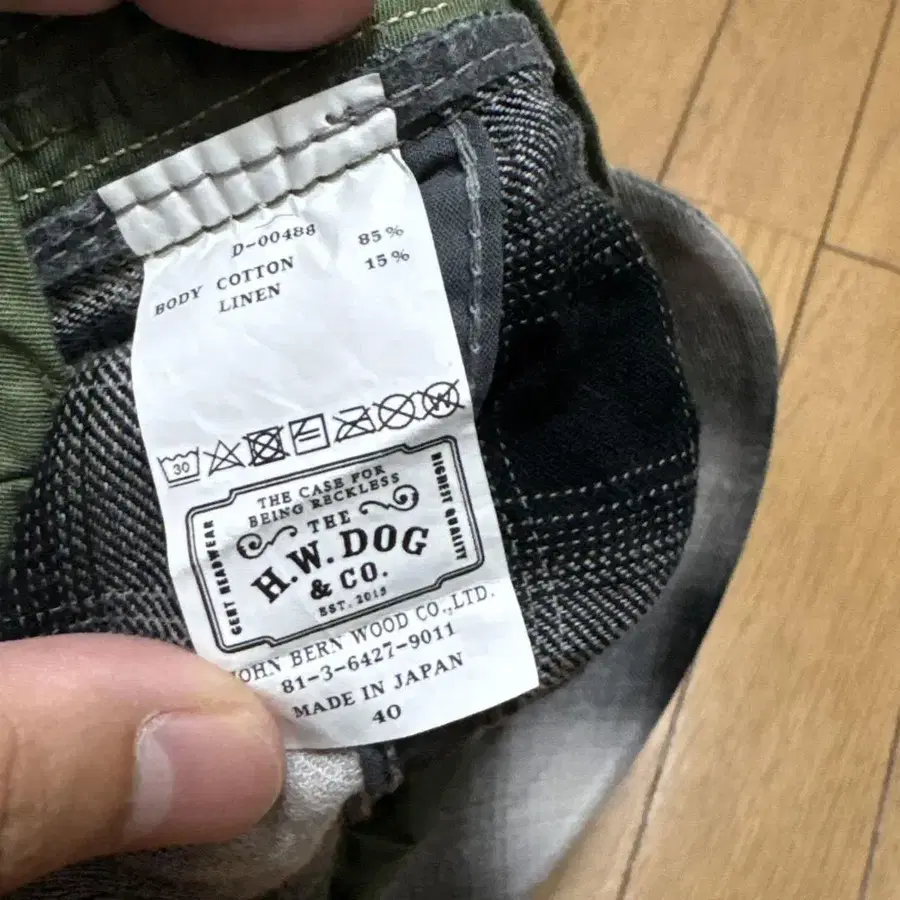 D-00488
BODY COTTON 85%
LINEN 15%
30
W
THE CASE FOR
BEING RECKLESS
THE
H.W.DOG
& CO.
EST. 2015
GENT HEADWEAR
HIGHEST QUALITY
JOHN BERN WOOD CO.,LTD.
81-3-6427-9011
MADE IN JAPAN
40